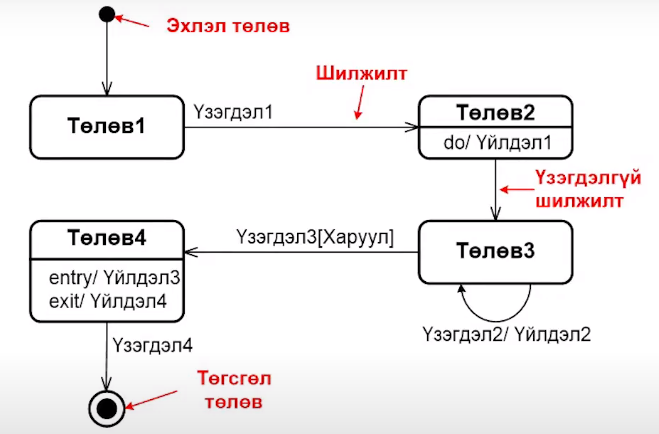 Эхлэл төлөв
Шилжилт
Төлөв1
Үзэгдэл1
Төлөв2
do/ Үйлдэл1
Үзэгдэлгүй
шилжилт
Төлөв4
entry/ Үйлдэл3
exit/ Үйлдэл4
Үзэгдэл3[Харуул]
Төлөв3
Үзэгдэл2/ Үйлдэл2
Үзэгдэл4
Төгсгөл
төлөв